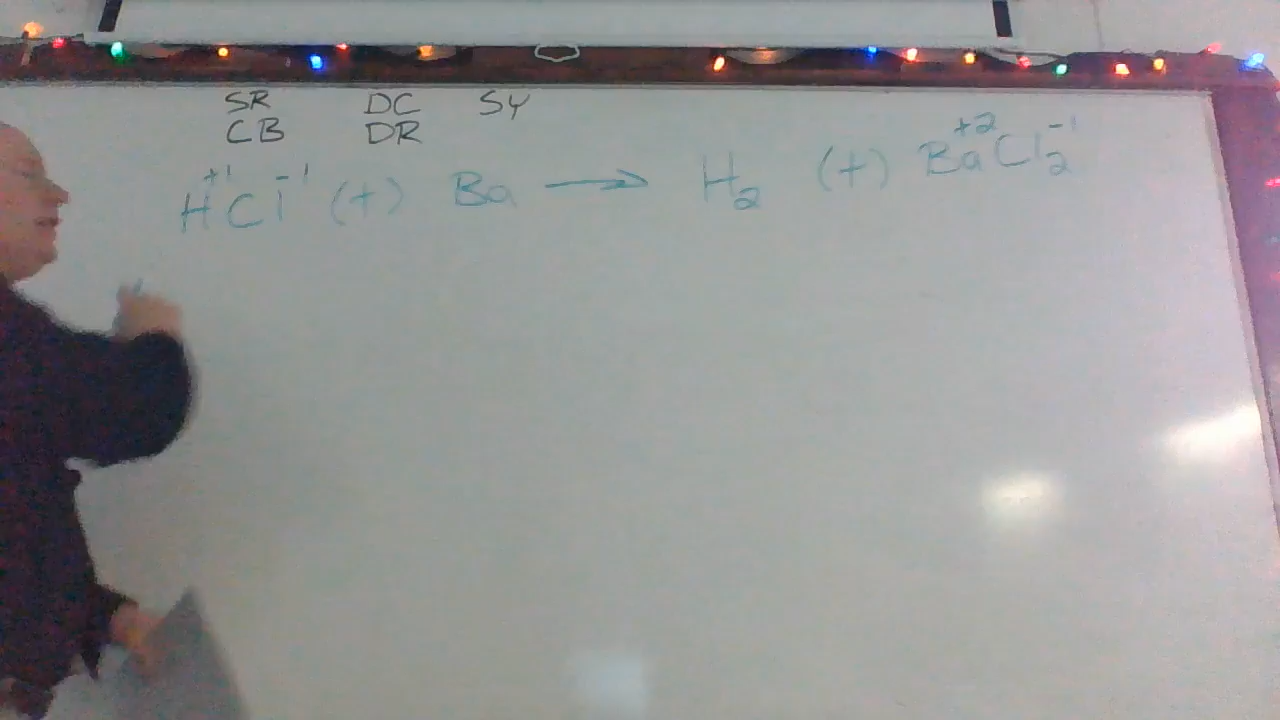 SR DC SY
CB DR
+1 -1 +2 -1
HCl (+) Ba → H₂ (+) BaCl₂